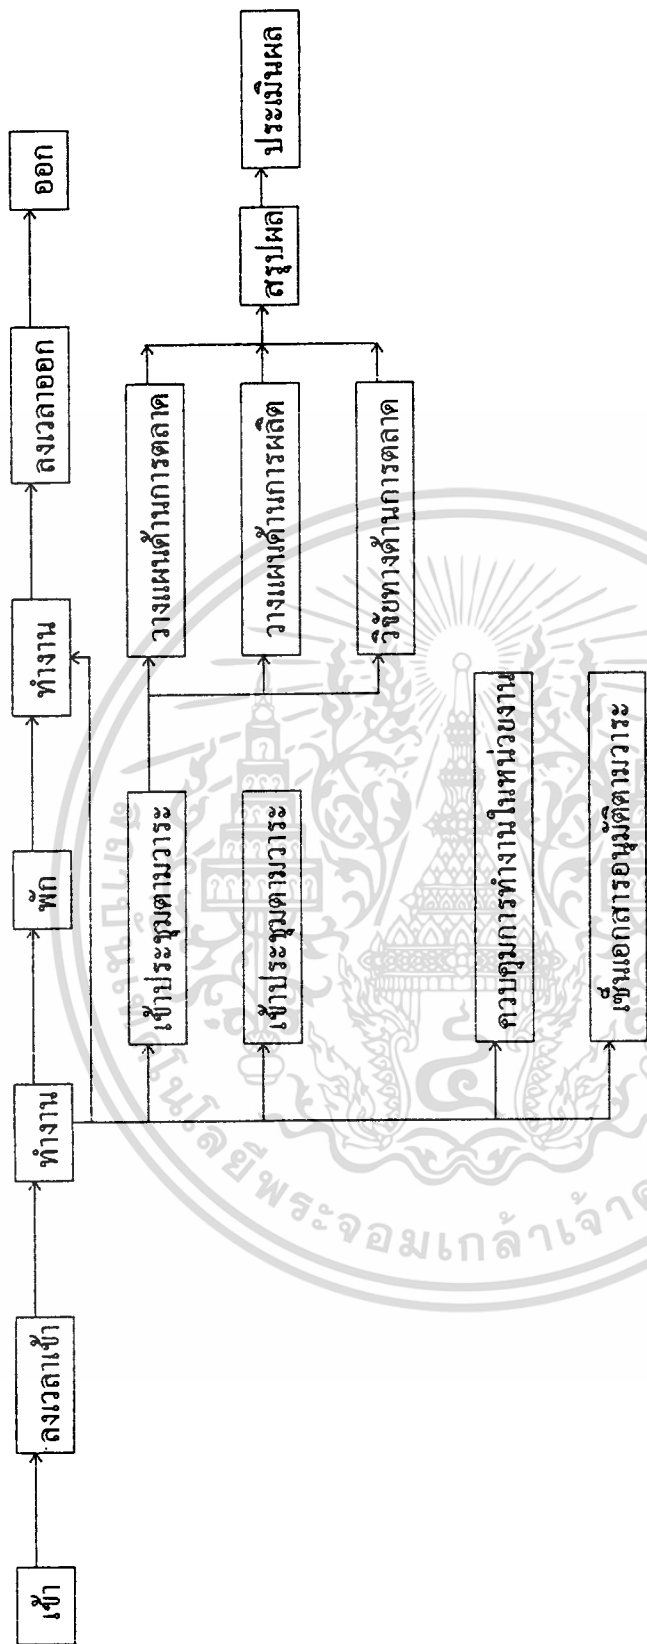 เข้า
ลงเวลาเข้า
ทำงาน
พัก
ทำงาน
ลงเวลาออก
ออก
เข้าประชุมตามวาระ
วางแผนด้านการตลาด
เข้าประชุมตามวาระ
วางแผนด้านการผลิต
สรุปผล
ประเมินผล
วิจัยทางด้านการตลาด
ควบคุมการทำงานในหน่วยงาน
เซ็นเอกสารอนุมัติตามวาระ